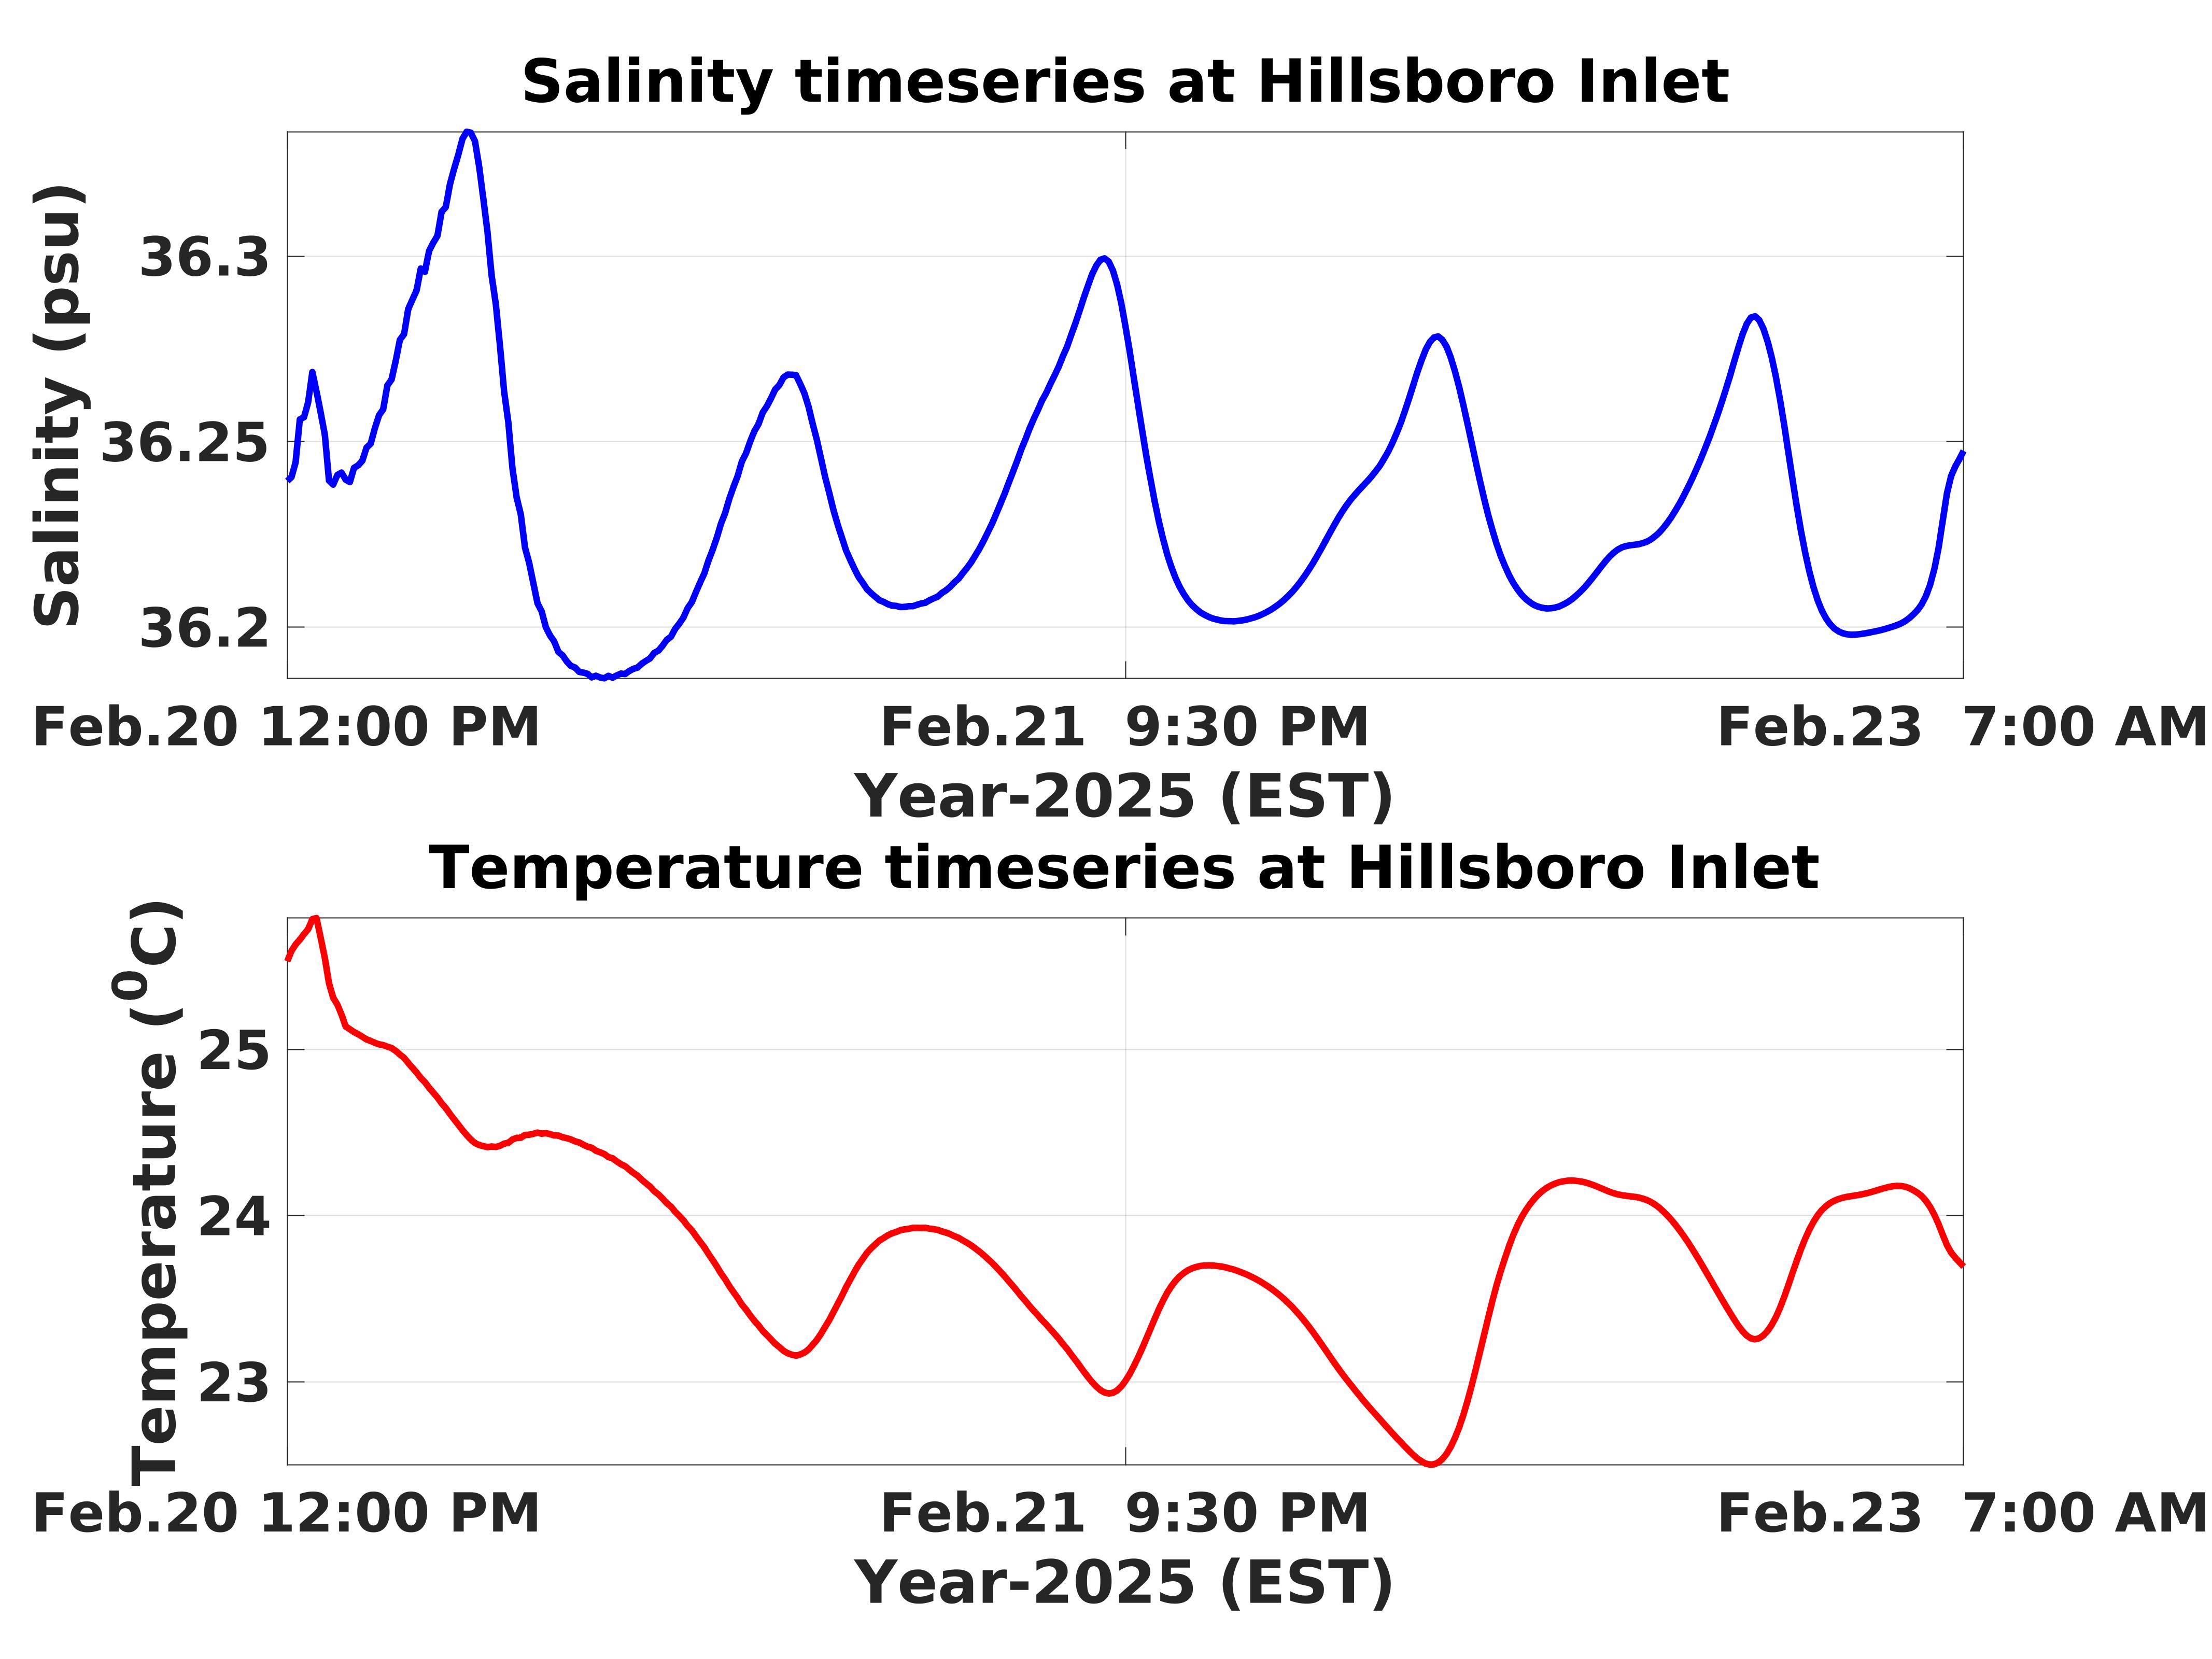 Salinity timeseries at Hillsboro Inlet
Salinity (psu)
36.3
36.25
36.2
Feb.20 12:00 PM
Feb.21  9:30 PM
Feb.23  7:00 AM
Year-2025 (EST)
Temperature timeseries at Hillsboro Inlet
Temperature (⁰C)
25
24
23
Feb.20 12:00 PM
Feb.21  9:30 PM
Feb.23  7:00 AM
Year-2025 (EST)